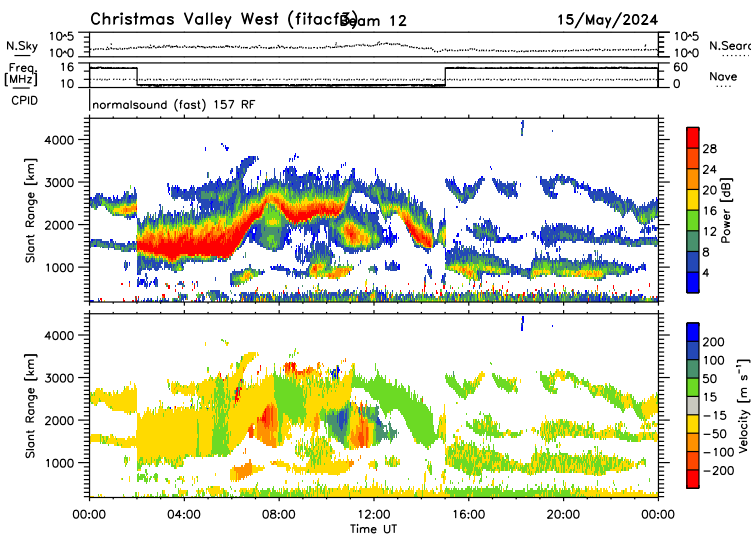 Christmas Valley West (fitacf3) Beam 12 15/May/2024
N.Sky 10^5 10^0 10^5 10^0 N.Searc
Freq [MHz] 16 10 60 0 Nave
CPID normalsound (fast) 157 RF
Slant Range [km]
4000
3000
2000
1000
Power [dB]
28
24
20
16
12
8
4
Slant Range [km]
4000
3000
2000
1000
Velocity [m s⁻¹]
200
100
50
15
-15
-50
-100
-200
00:00 04:00 08:00 12:00 16:00 20:00 00:00
Time UT